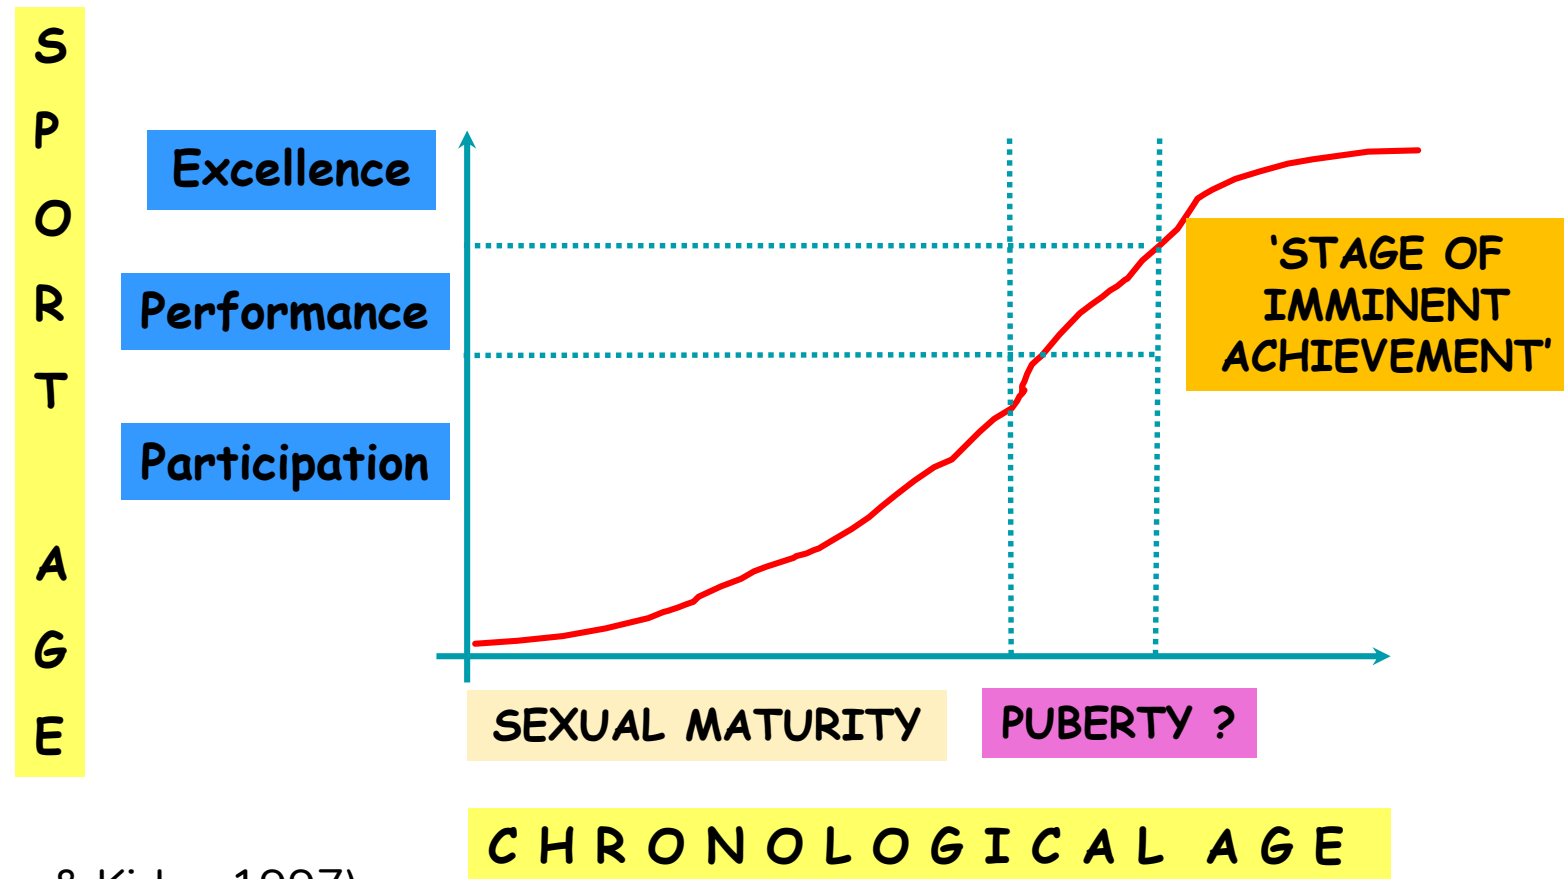 SPORT AGE
Excellence
Performance
Participation
‘STAGE OF
IMMINENT
ACHIEVEMENT’
SEXUAL MATURITY
PUBERTY ?
CHRONOLOGICAL AGE